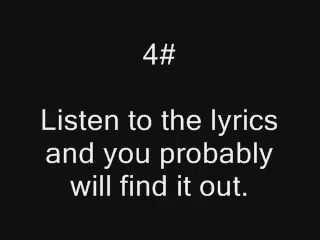 4#
Listen to the lyrics
and you probably
will find it out.